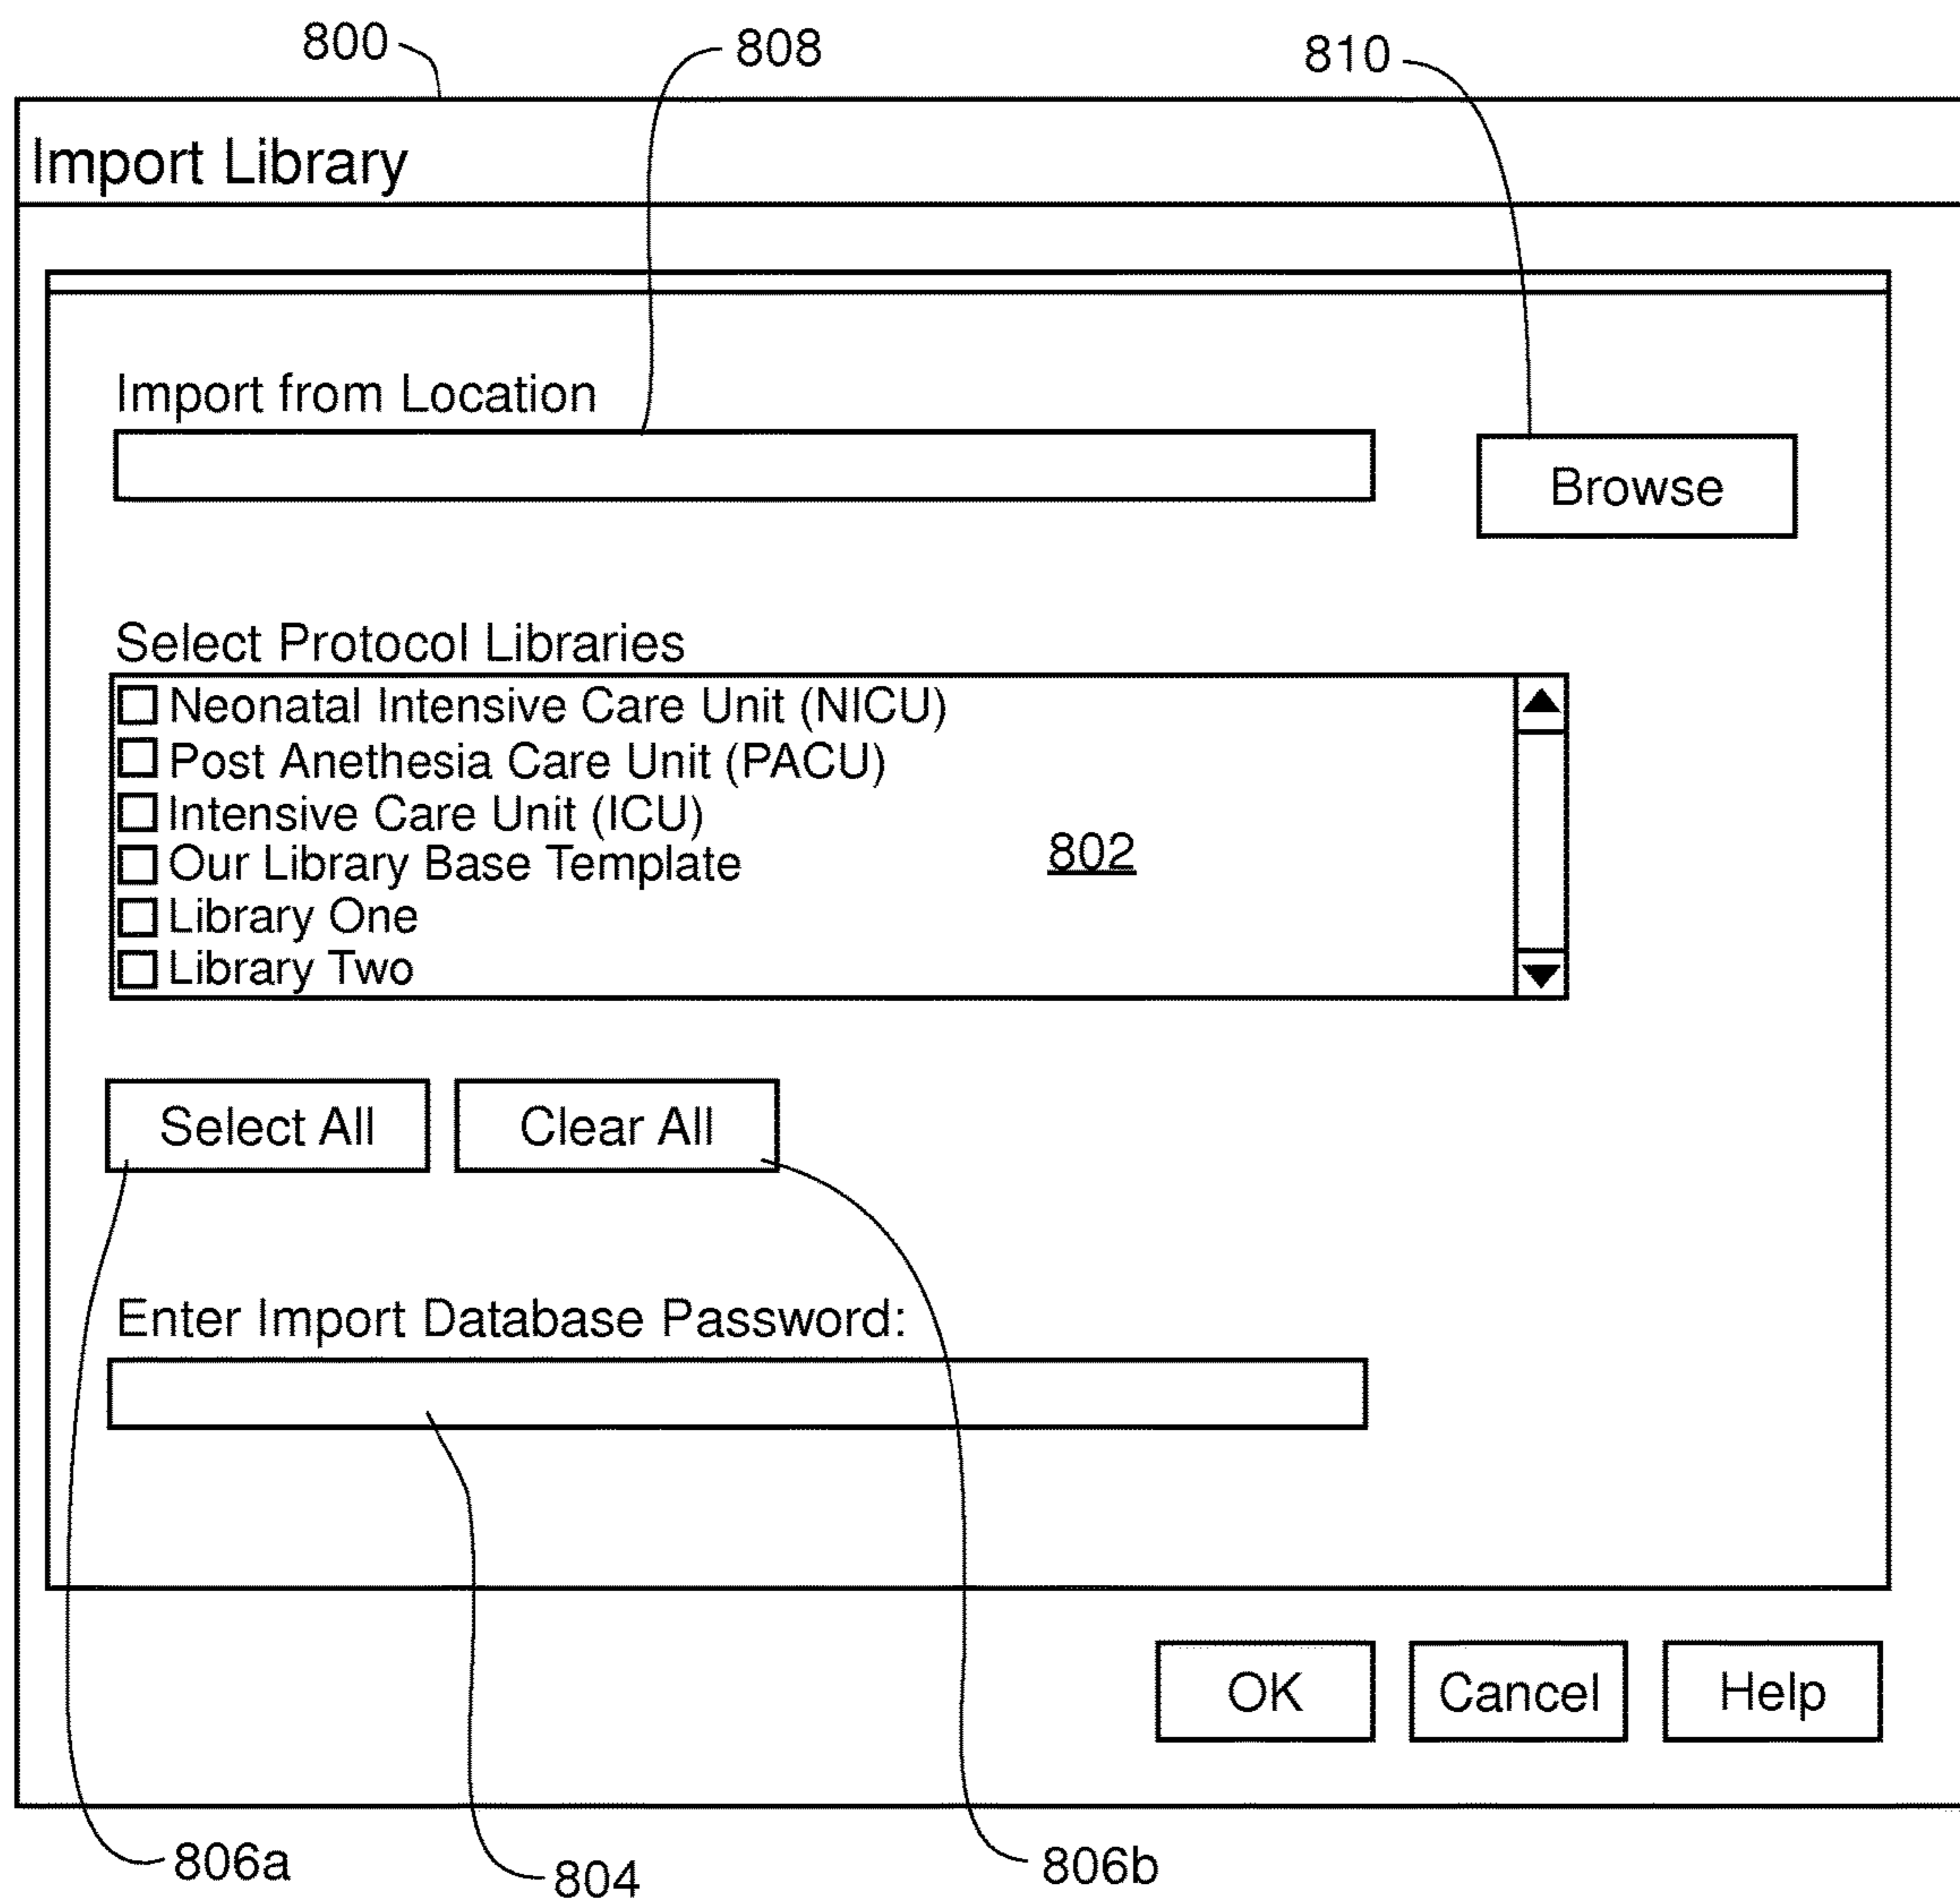 800
808
810
Import Library
Import from Location
Browse
Select Protocol Libraries
Neonatal Intensive Care Unit (NICU)
Post Anethesia Care Unit (PACU)
Intensive Care Unit (ICU)
Our Library Base Template
802
Library One
Library Two
Select All
Clear All
Enter Import Database Password:
OK
Cancel
Help
806a
804
806b